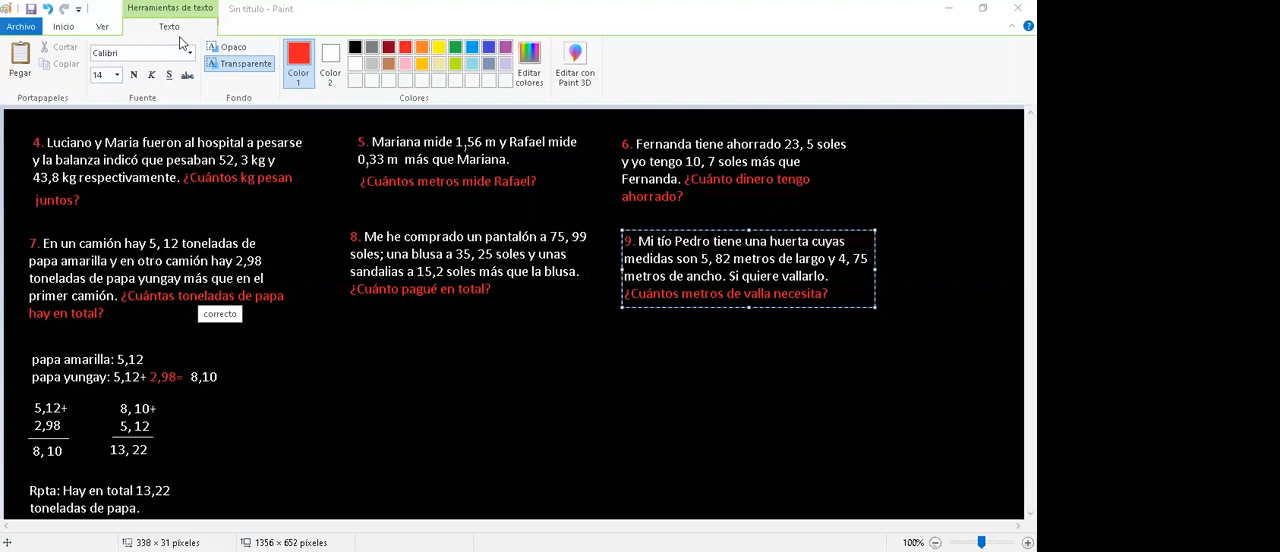 Herramientas de texto
Sin título - Paint
Archivo
Inicio
Ver
Texto
Pegar
Cortar
Copiar
Portapapeles
Calibri
14
N K S abc
Fuente
Opaco
Transparente
Fondo
Color 1
Color 2
Editar colores
Colores
Editar con Paint 3D
4. Luciano y Maria fueron al hospital a pesarse
y la balanza indicó que pesaban 52, 3 kg y
43,8 kg respectivamente. ¿Cuántos kg pesan
juntos?
5. Mariana mide 1,56 m y Rafael mide
0,33 m más que Mariana.
¿Cuántos metros mide Rafael?
6. Fernanda tiene ahorrado 23, 5 soles
y yo tengo 10, 7 soles más que
Fernanda. ¿Cuánto dinero tengo
ahorrado?
7. En un camión hay 5, 12 toneladas de
papa amarilla y en otro camión hay 2,98
toneladas de papa yungay más que en el
primer camión. ¿Cuántas toneladas de papa
hay en total?
correcto
8. Me he comprado un pantalón a 75, 99
soles; una blusa a 35, 25 soles y unas
sandalias a 15,2 soles más que la blusa.
¿Cuánto pagué en total?
9. Mi tío Pedro tiene una huerta cuyas
medidas son 5, 82 metros de largo y 4, 75
metros de ancho. Si quiere vallarlo.
¿Cuántos metros de valla necesita?
papa amarilla: 5,12
papa yungay: 5,12+ 2,98= 8,10
5,12+
2,98
8, 10
8, 10+
5, 12
13, 22
Rpta: Hay en total 13,22
toneladas de papa.
338 × 31 píxeles
1356 × 652 píxeles
100%